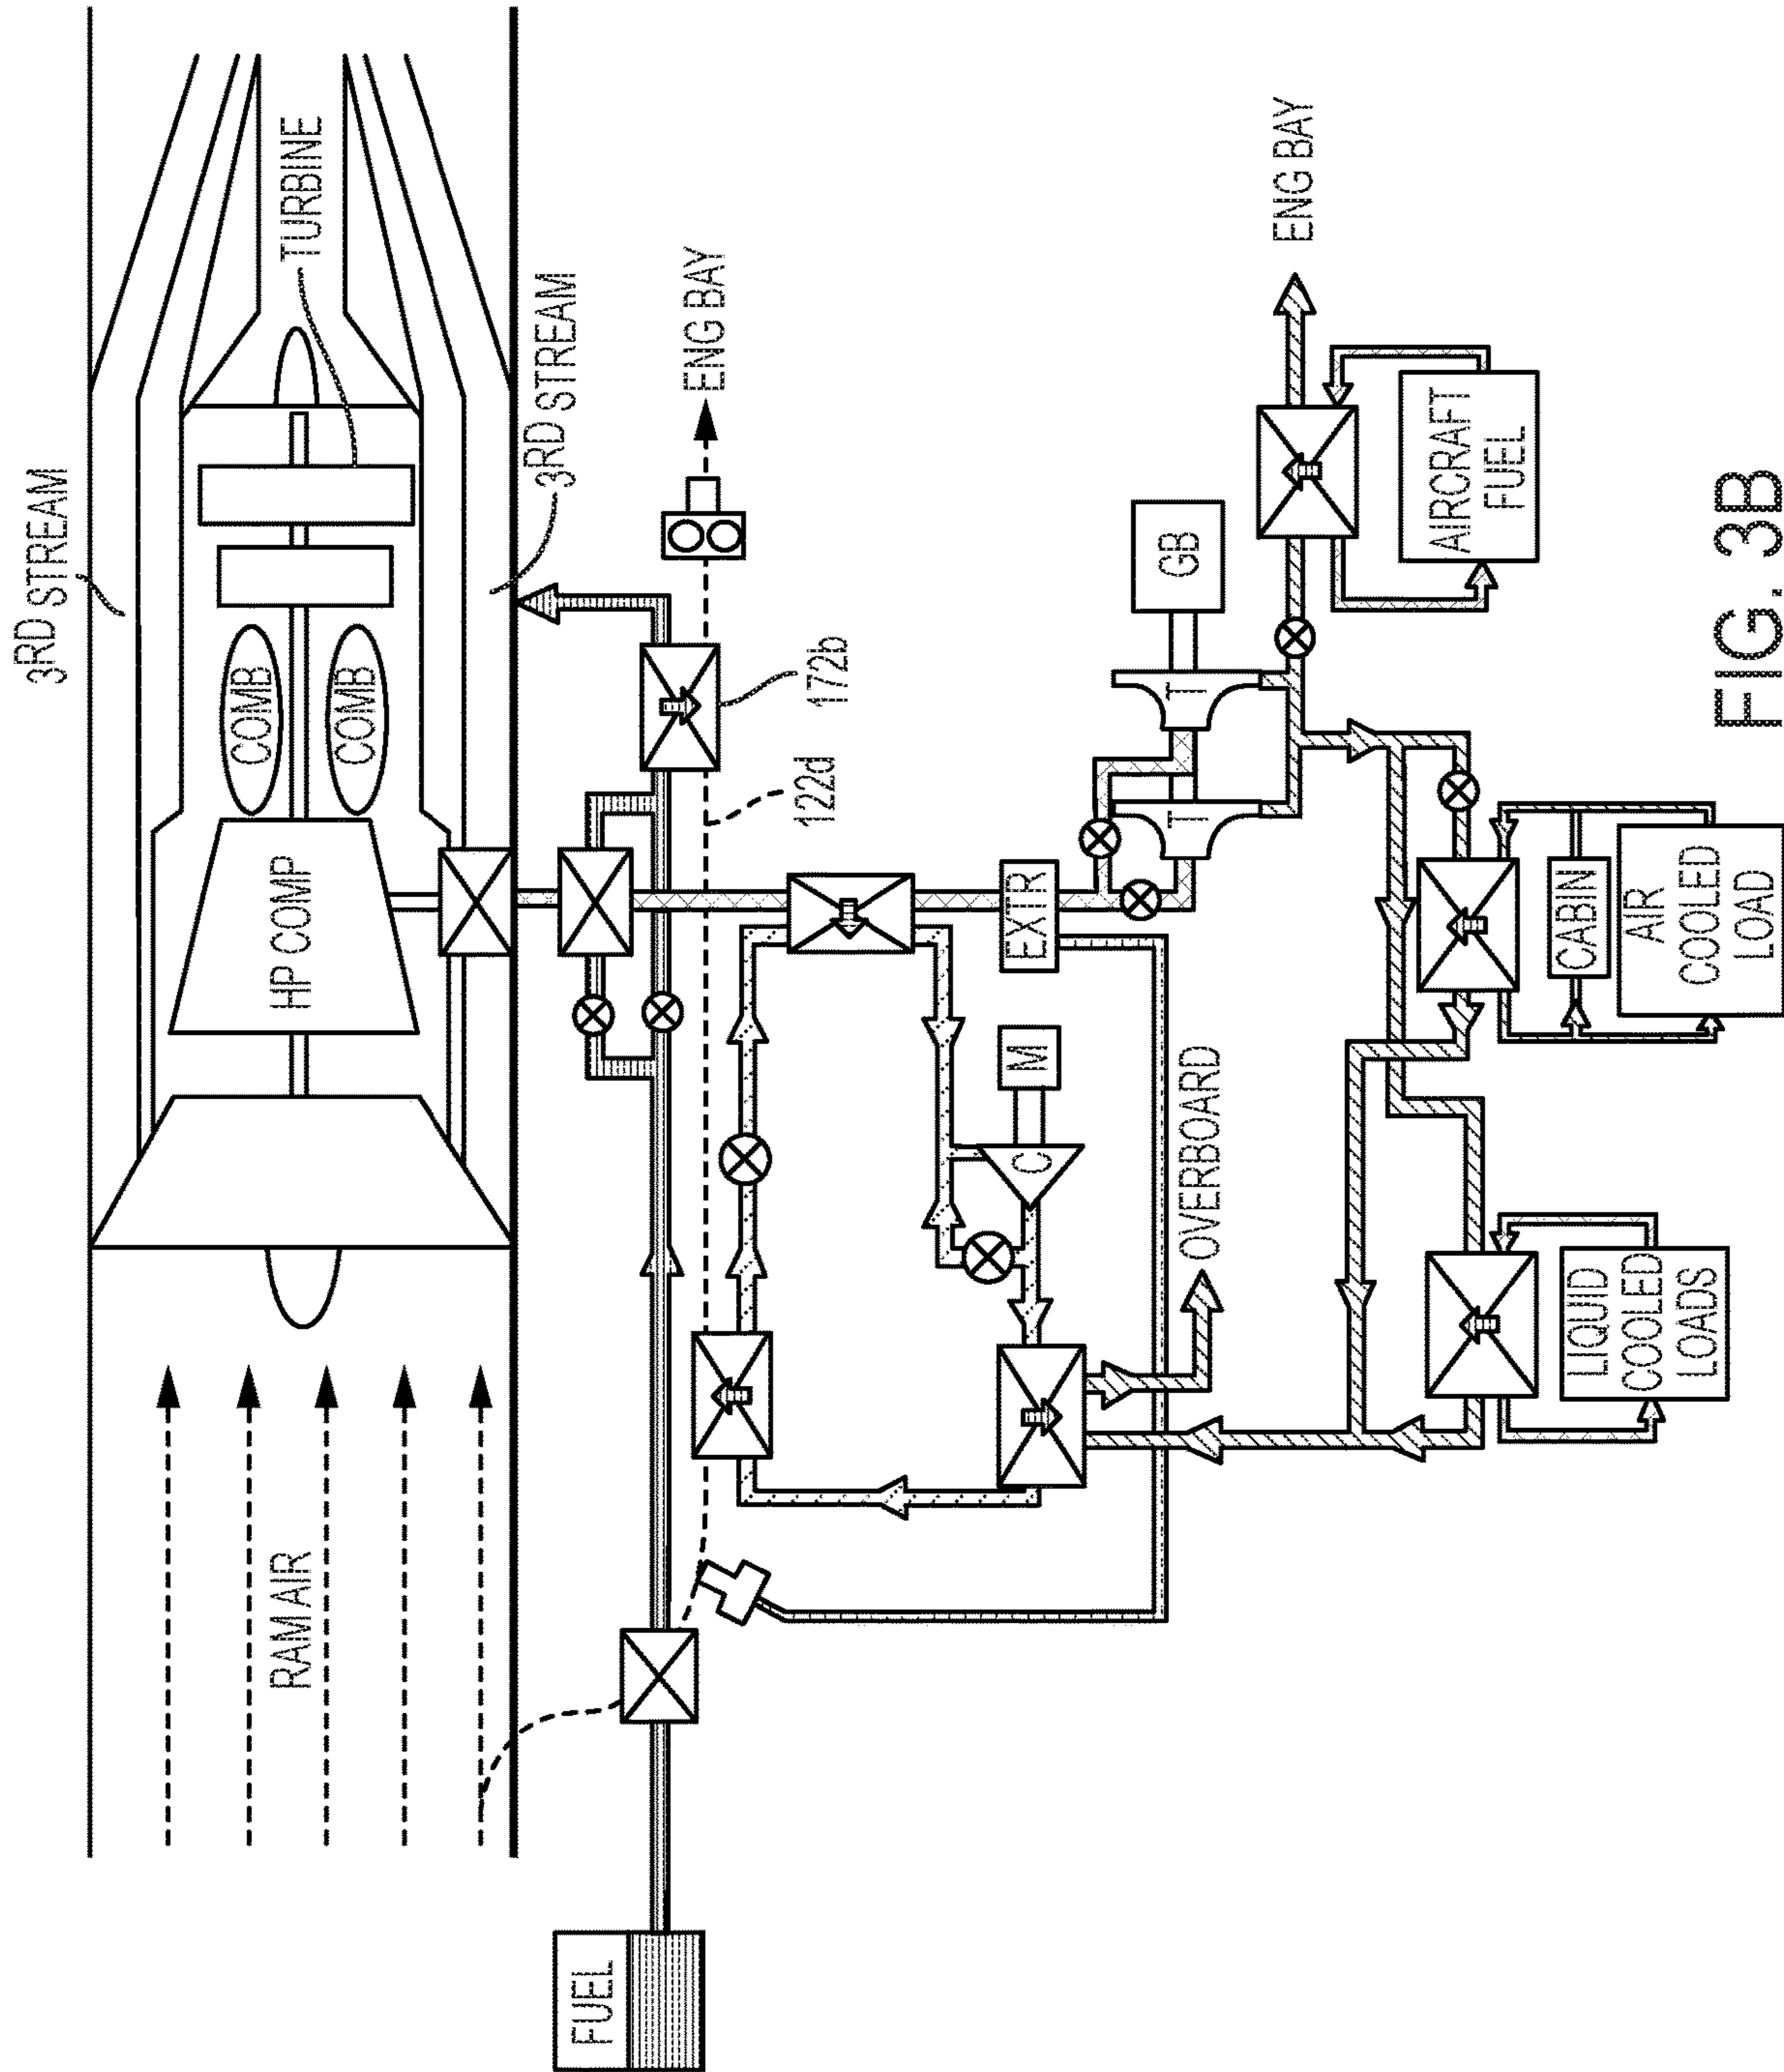 3RD STREAM
TURBINE
COMB
COMB
HP COMP
3RD STREAM
RAM AIR
ENG BAY
172b
122d
FUEL
GB
T
T
EXTR
M
C
OVERBOARD
ENG BAY
AIRCRAFT
FUEL
CABIN
AIR
COOLED
LOAD
LIQUID
COOLED
LOADS
FIG. 3B